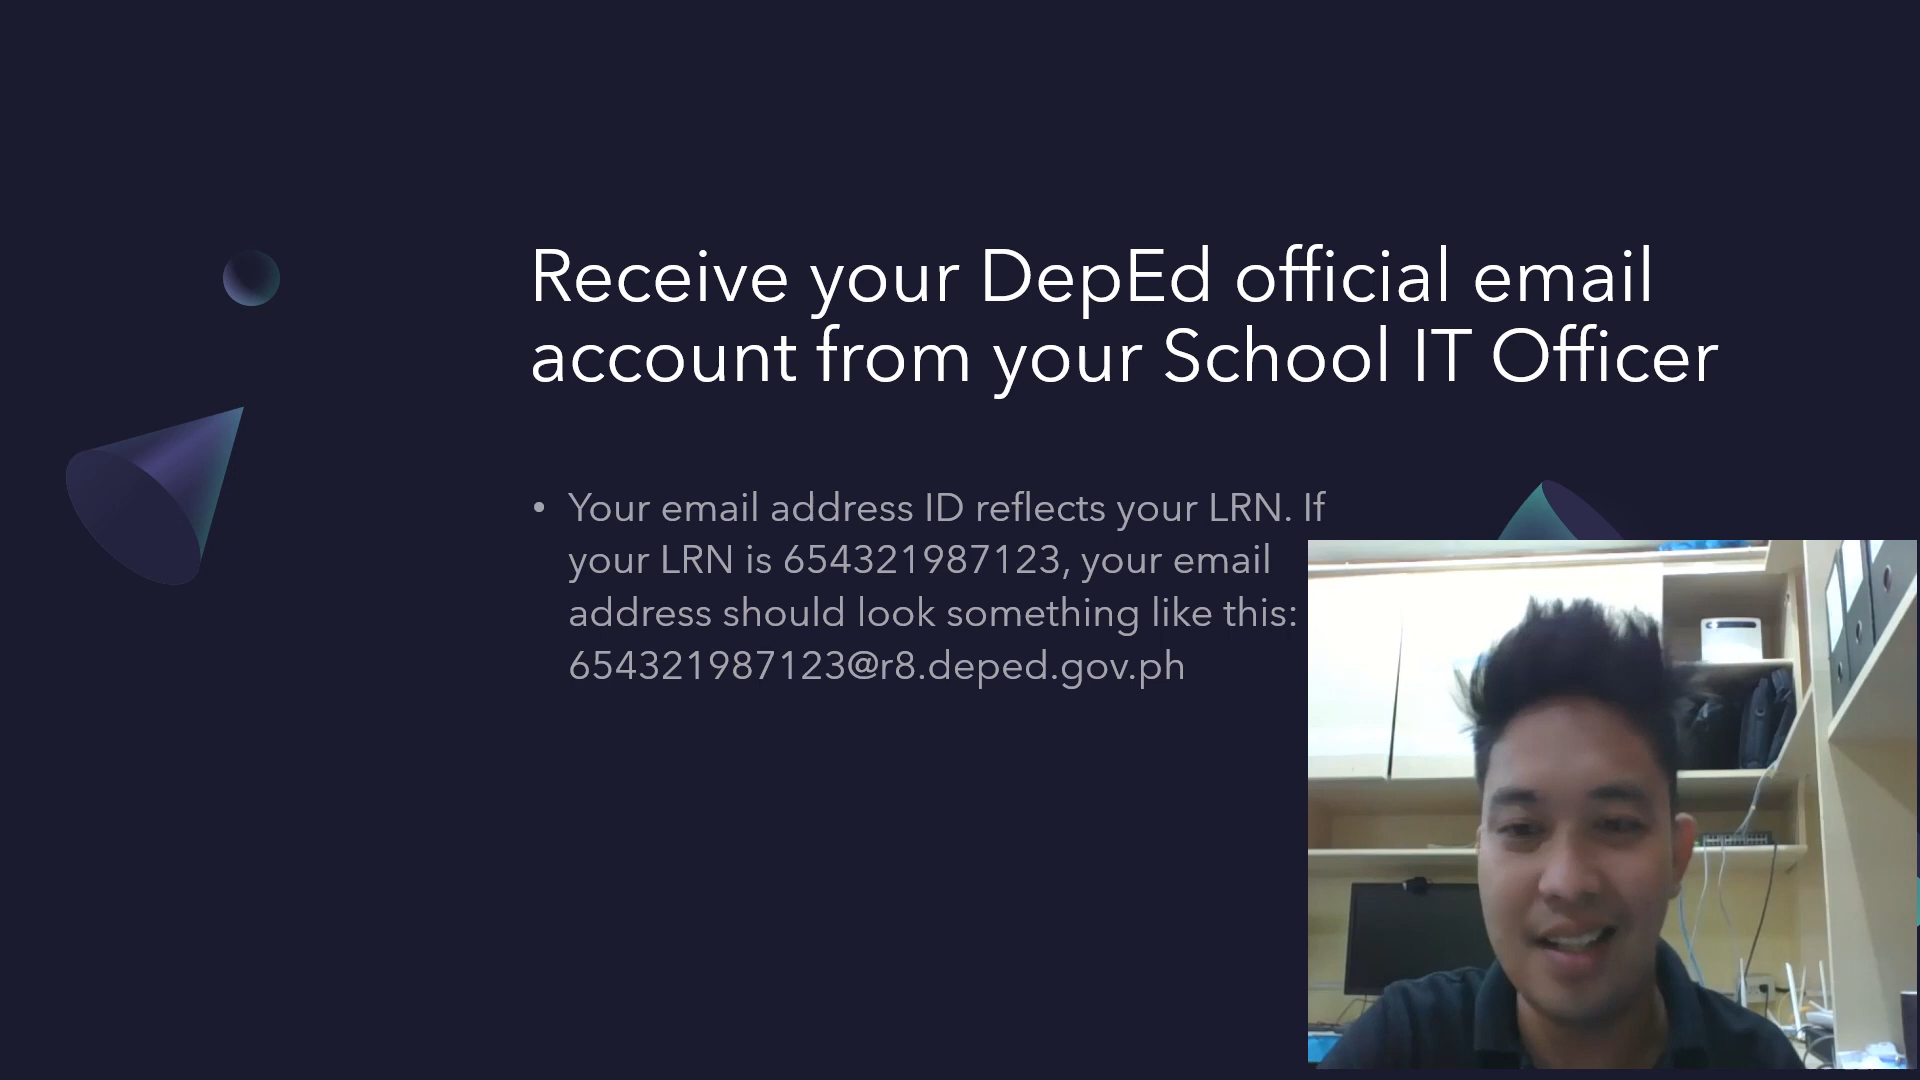 Receive your DepEd official email
account from your School IT Officer
• Your email address ID reflects your LRN. If
your LRN is 654321987123, your email
address should look something like this:
654321987123@r8.deped.gov.ph